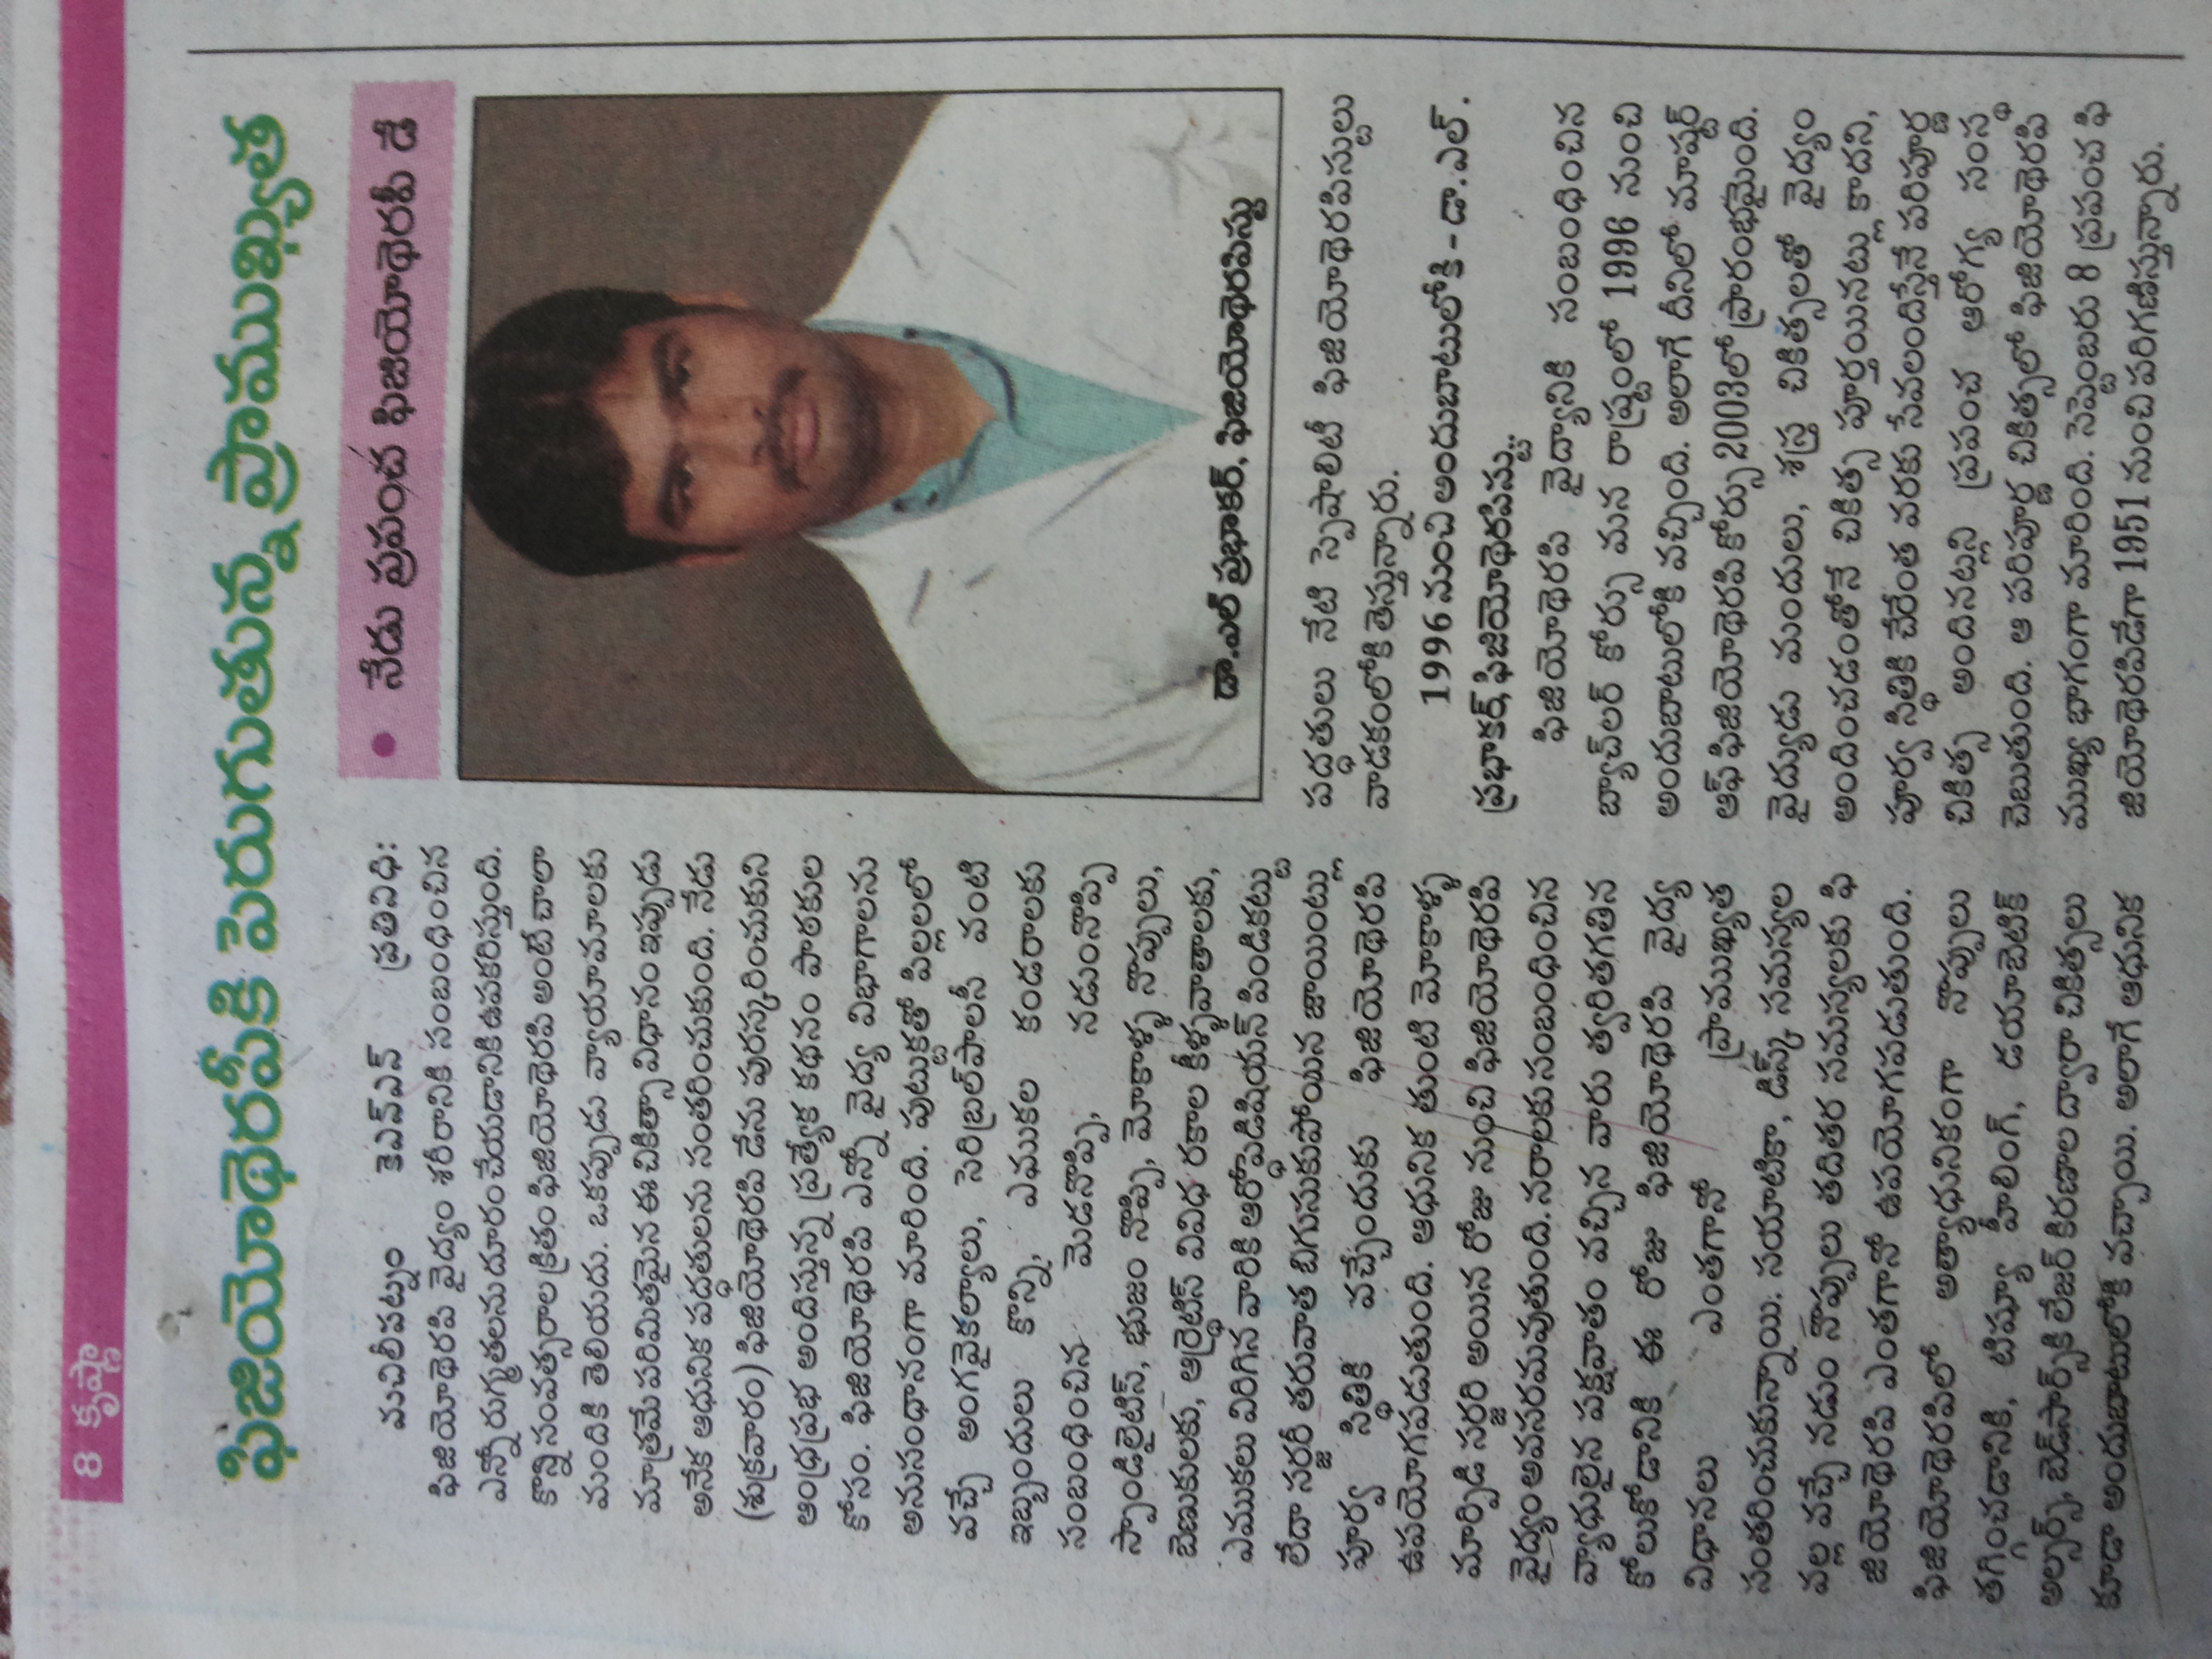 8 కృష్ణా
ఫిజియోథెరపీకి పెరుగుతున్న ప్రాముఖ్యత
మచిలీపట్నం కెఎన్ఎన్ ప్రతినిధి:
ఫిజియోథెరపి వైద్యం శరీరానికి సంబంధించిన
ఎన్నో రుగ్మతలను దూరం చేయడానికి ఉపకరిస్తుంది.
కొన్ని సంవత్సరాల క్రితం ఫిజియోథెరపి అంటే చాలా
మందికి తెలియదు. ఒకప్పుడు వ్యాయామాలకు
మాత్రమే పరిమితమైన ఈ చికిత్సా విధానం ఇప్పుడు
అనేక ఆధునిక పద్ధతులను సంతరించుకుంది. నేడు
(శుక్రవారం) ఫిజియోథెరపి డేను పురస్కరించుకుని
ఆంధ్రప్రభ అందిస్తున్న ప్రత్యేక కథనం పాఠకుల
కోసం. ఫిజియోథెరపి ఎన్నో వైద్య విభాగాలను
అనుసంధానంగా మారింది. పుట్టుకతో పిల్లలలో
వచ్చే అంగవైకల్యాలు, సెరిబ్రల్‌పాలసీ వంటి
ఇబ్బందులు కొన్ని, ఎముకల కండరాలకు
సంబంధించిన మెడనొప్పి, నడుంనొప్పి
స్పాండిలైటిస్, భుజం నొప్పి, మోకాళ్ళ నొప్పులు,
బెణుకులకు, ఆర్థ్రైటిస్ వివిధ రకాల కీళ్ళవాతాలకు,
ఎముకలు విరిగిన వారికి ఆర్థోపెడిషియన్ పిండికట్టు
లేదా సర్జరీ తరువాత బిగుసుకుపోయిన జాయింట్లు
పూర్వ స్థితికి వచ్చేందుకు ఫిజియోథెరపి
ఉపయోగపడుతుంది. ఆధునిక తుంటి మోకాళ్ళ
మార్పిడి సర్జరి అయిన రోజు నుంచి ఫిజియోథెరపి
వైద్యం అవసరమవుతుంది. నరాలకు సంబంధించిన
వ్యాధులైన పక్షవాతం వచ్చిన వారు త్వరితగతిన
కోలుకోడానికి ఈ రోజు ఫిజియోథెరపి వైద్య
విధానలు ఎంతగానో ప్రాముఖ్యత
సంతరించుకున్నాయి. సయాటికా, డిస్క్ సమస్యల
వల్ల వచ్చే నడుం నొప్పులు తదితర సమస్యలకు ఫి
జియోథెరపి ఎంతగానో ఉపయోగపడుతుంది.
ఫిజియోథెరపిలో అత్యాధునికంగా నొప్పులు
తగ్గించడానికి, టిష్యూ హీలింగ్, డయాబెటిక్
అల్సర్స్, బెడ్‌సార్స్‌కి లేజర్ కిరణాల ద్వారా చికిత్సలు
కూడా అందుబాటులోకి వచ్చాయి. అలాగే ఆధునిక
• నేడు ప్రపంచ ఫిజియోథెరపీ డే
డా.ఎల్ ప్రభాకర్, ఫిజియోథెరపిస్టు
పద్ధతులు నేటి స్పెషాలిటీ ఫిజియోథెరపిస్టులు
వాడకంలోకి తెస్తున్నారు.
1996 నుంచి అందుబాటులోకి - డా.ఎల్.
ప్రభాకర్, ఫిజియోథెరపిస్టు..
ఫిజియోథెరపి వైద్యానికి సంబంధించిన
బ్యాచ్‌లర్ కోర్సు మన రాష్ట్రంలో 1996 నుంచి
అందుబాటులోకి వచ్చింది. అలాగే దీనిలో మాష్టర్
ఆఫ్ ఫిజియోథెరపి కోర్సు 2003లో ప్రారంభమైంది.
వైద్యుడు మందులు, శస్త్ర చికిత్సలతో వైద్యం
అందించడంతోనే చికిత్స పూర్తయినట్లు కాదని,
పూర్వ స్థితికి చేరేంత వరకు సేవలందిస్తేనే పరిపూర్ణ
చికిత్స అందినట్లని ప్రపంచ ఆరోగ్య సంస్థ
చెబుతుంది. ఆ పరిపూర్ణ చికిత్సలో ఫిజియోథెరపి
ముఖ్య భాగంగా మారింది. సెప్టెంబరు 8 ప్రపంచ ఫి
జియోథెరపిడేగా 1951 నుంచి పరిగణిస్తున్నారు.